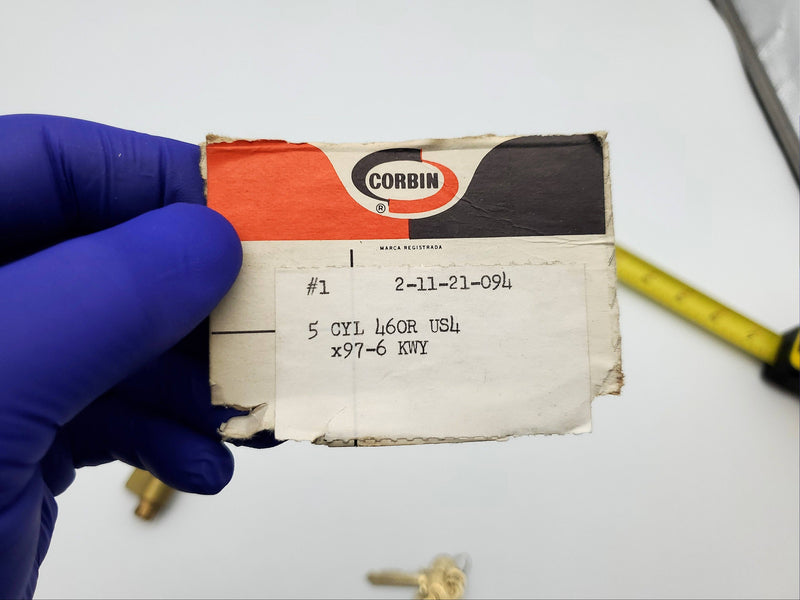 CORBIN
®
MARCA REGISTRADA
#1 2-11-21-094
5 CYL 460R US4
x97-6 KWY